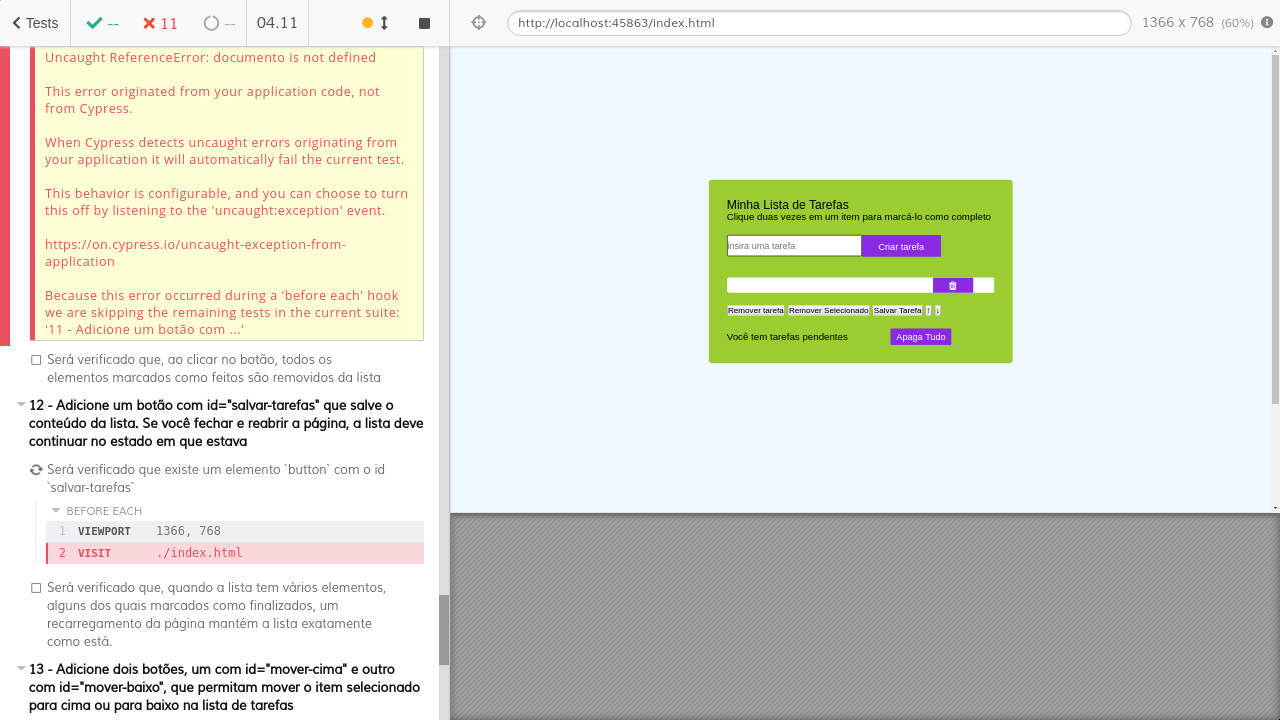 Tests
--
11
--
04.11
http://localhost:45863/index.html
1366 x 768 (60%)
Uncaught ReferenceError: documento is not defined
This error originated from your application code, not
from Cypress.
When Cypress detects uncaught errors originating from
your application it will automatically fail the current test.
This behavior is configurable, and you can choose to turn
this off by listening to the 'uncaught:exception' event.
https://on.cypress.io/uncaught-exception-from-
application
Because this error occurred during a 'before each' hook
we are skipping the remaining tests in the current suite:
'11 - Adicione um botão com ...'
Será verificado que, ao clicar no botão, todos os
elementos marcados como feitos são removidos da lista
12 - Adicione um botão com id="salvar-tarefas" que salve o
conteúdo da lista. Se você fechar e reabrir a página, a lista deve
continuar no estado em que estava
Será verificado que existe um elemento `button` com o id
`salvar-tarefas`
BEFORE EACH
1 VIEWPORT 1366, 768
2 VISIT ./index.html
Será verificado que, quando a lista tem vários elementos,
alguns dos quais marcados como finalizados, um
recarregamento da página mantém a lista exatamente
como está.
13 - Adicione dois botões, um com id="mover-cima" e outro
com id="mover-baixo", que permitam mover o item selecionado
para cima ou para baixo na lista de tarefas
Minha Lista de Tarefas
Clique duas vezes em um item para marcá-lo como completo
insira uma tarefa
Criar tarefa
Remover tarefa Remover Selecionado Salvar Tarefa ↑ ↓
Você tem tarefas pendentes
Apaga Tudo